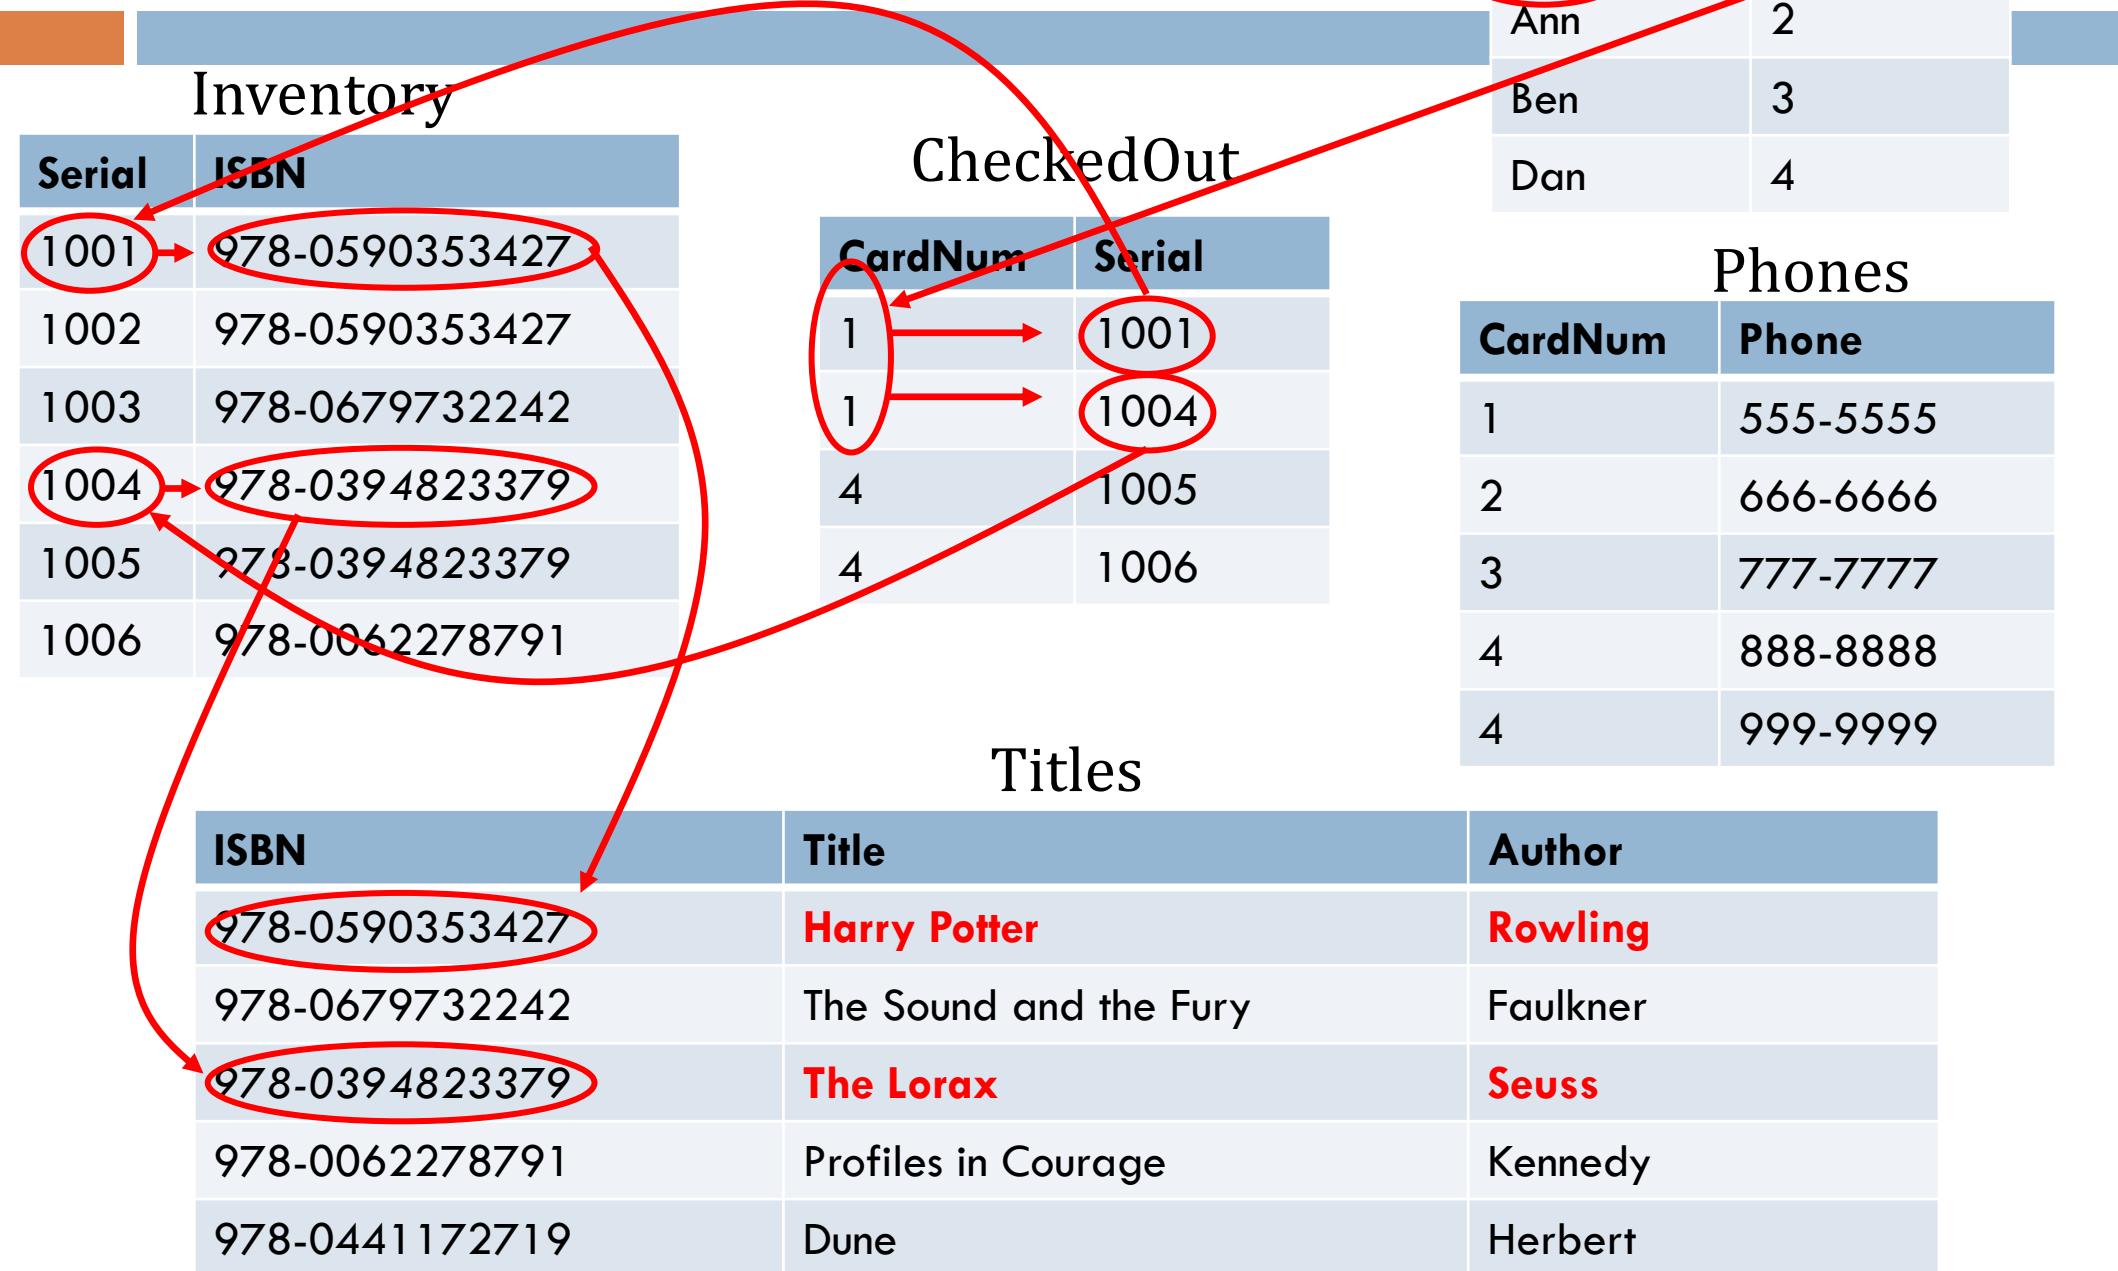 Ann 2
Ben 3
Dan 4
Inventory
Serial ISBN
1001 978-0590353427
1002 978-0590353427
1003 978-0679732242
1004 978-0394823379
1005 978-0394823379
1006 978-0062278791
CheckedOut
CardNum Serial
1 1001
1 1004
4 1005
4 1006
Phones
CardNum Phone
1 555-5555
2 666-6666
3 777-7777
4 888-8888
4 999-9999
Titles
ISBN Title Author
978-0590353427 Harry Potter Rowling
978-0679732242 The Sound and the Fury Faulkner
978-0394823379 The Lorax Seuss
978-0062278791 Profiles in Courage Kennedy
978-0441172719 Dune Herbert